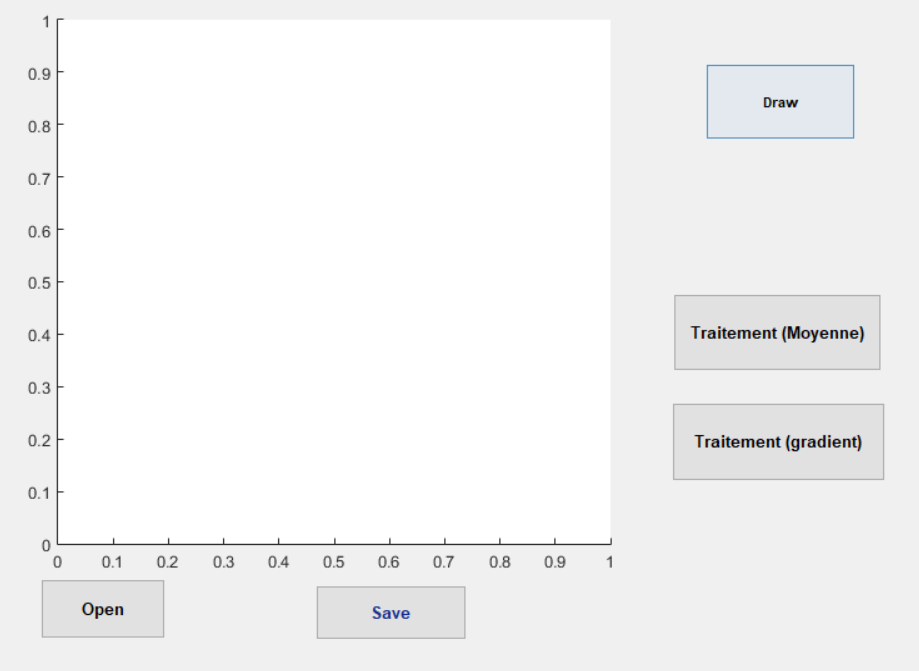 1
0.9
0.8
0.7
0.6
0.5
0.4
0.3
0.2
0.1
0
0 0.1 0.2 0.3 0.4 0.5 0.6 0.7 0.8 0.9 1
Draw
Traitement (Moyenne)
Traitement (gradient)
Open
Save